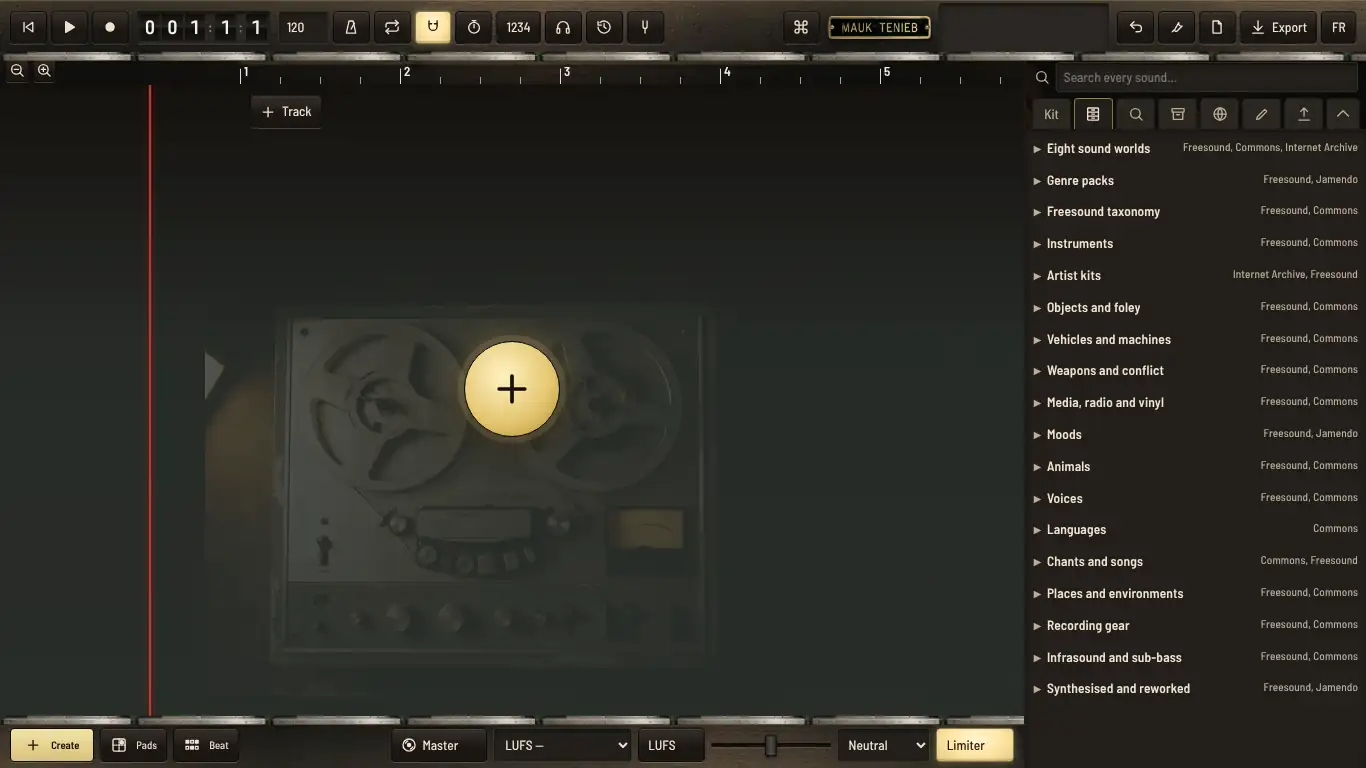 0 0 1 : 1 : 1
120
1234
MAUK TENIEB
Export
FR
1
2
3
4
5
Search every sound...
+ Track
Kit
Eight sound worlds Freesound, Commons, Internet Archive
Genre packs Freesound, Jamendo
Freesound taxonomy Freesound, Commons
Instruments Freesound, Commons
Artist kits Internet Archive, Freesound
Objects and foley Freesound, Commons
Vehicles and machines Freesound, Commons
Weapons and conflict Freesound, Commons
Media, radio and vinyl Freesound, Commons
Moods Freesound, Jamendo
Animals Freesound, Commons
Voices Freesound, Commons
Languages Commons
Chants and songs Commons, Freesound
Places and environments Freesound, Commons
Recording gear Freesound, Commons
Infrasound and sub-bass Freesound, Commons
Synthesised and reworked Freesound, Jamendo
+ Create
Pads
Beat
Master
LUFS —
LUFS
Neutral
Limiter